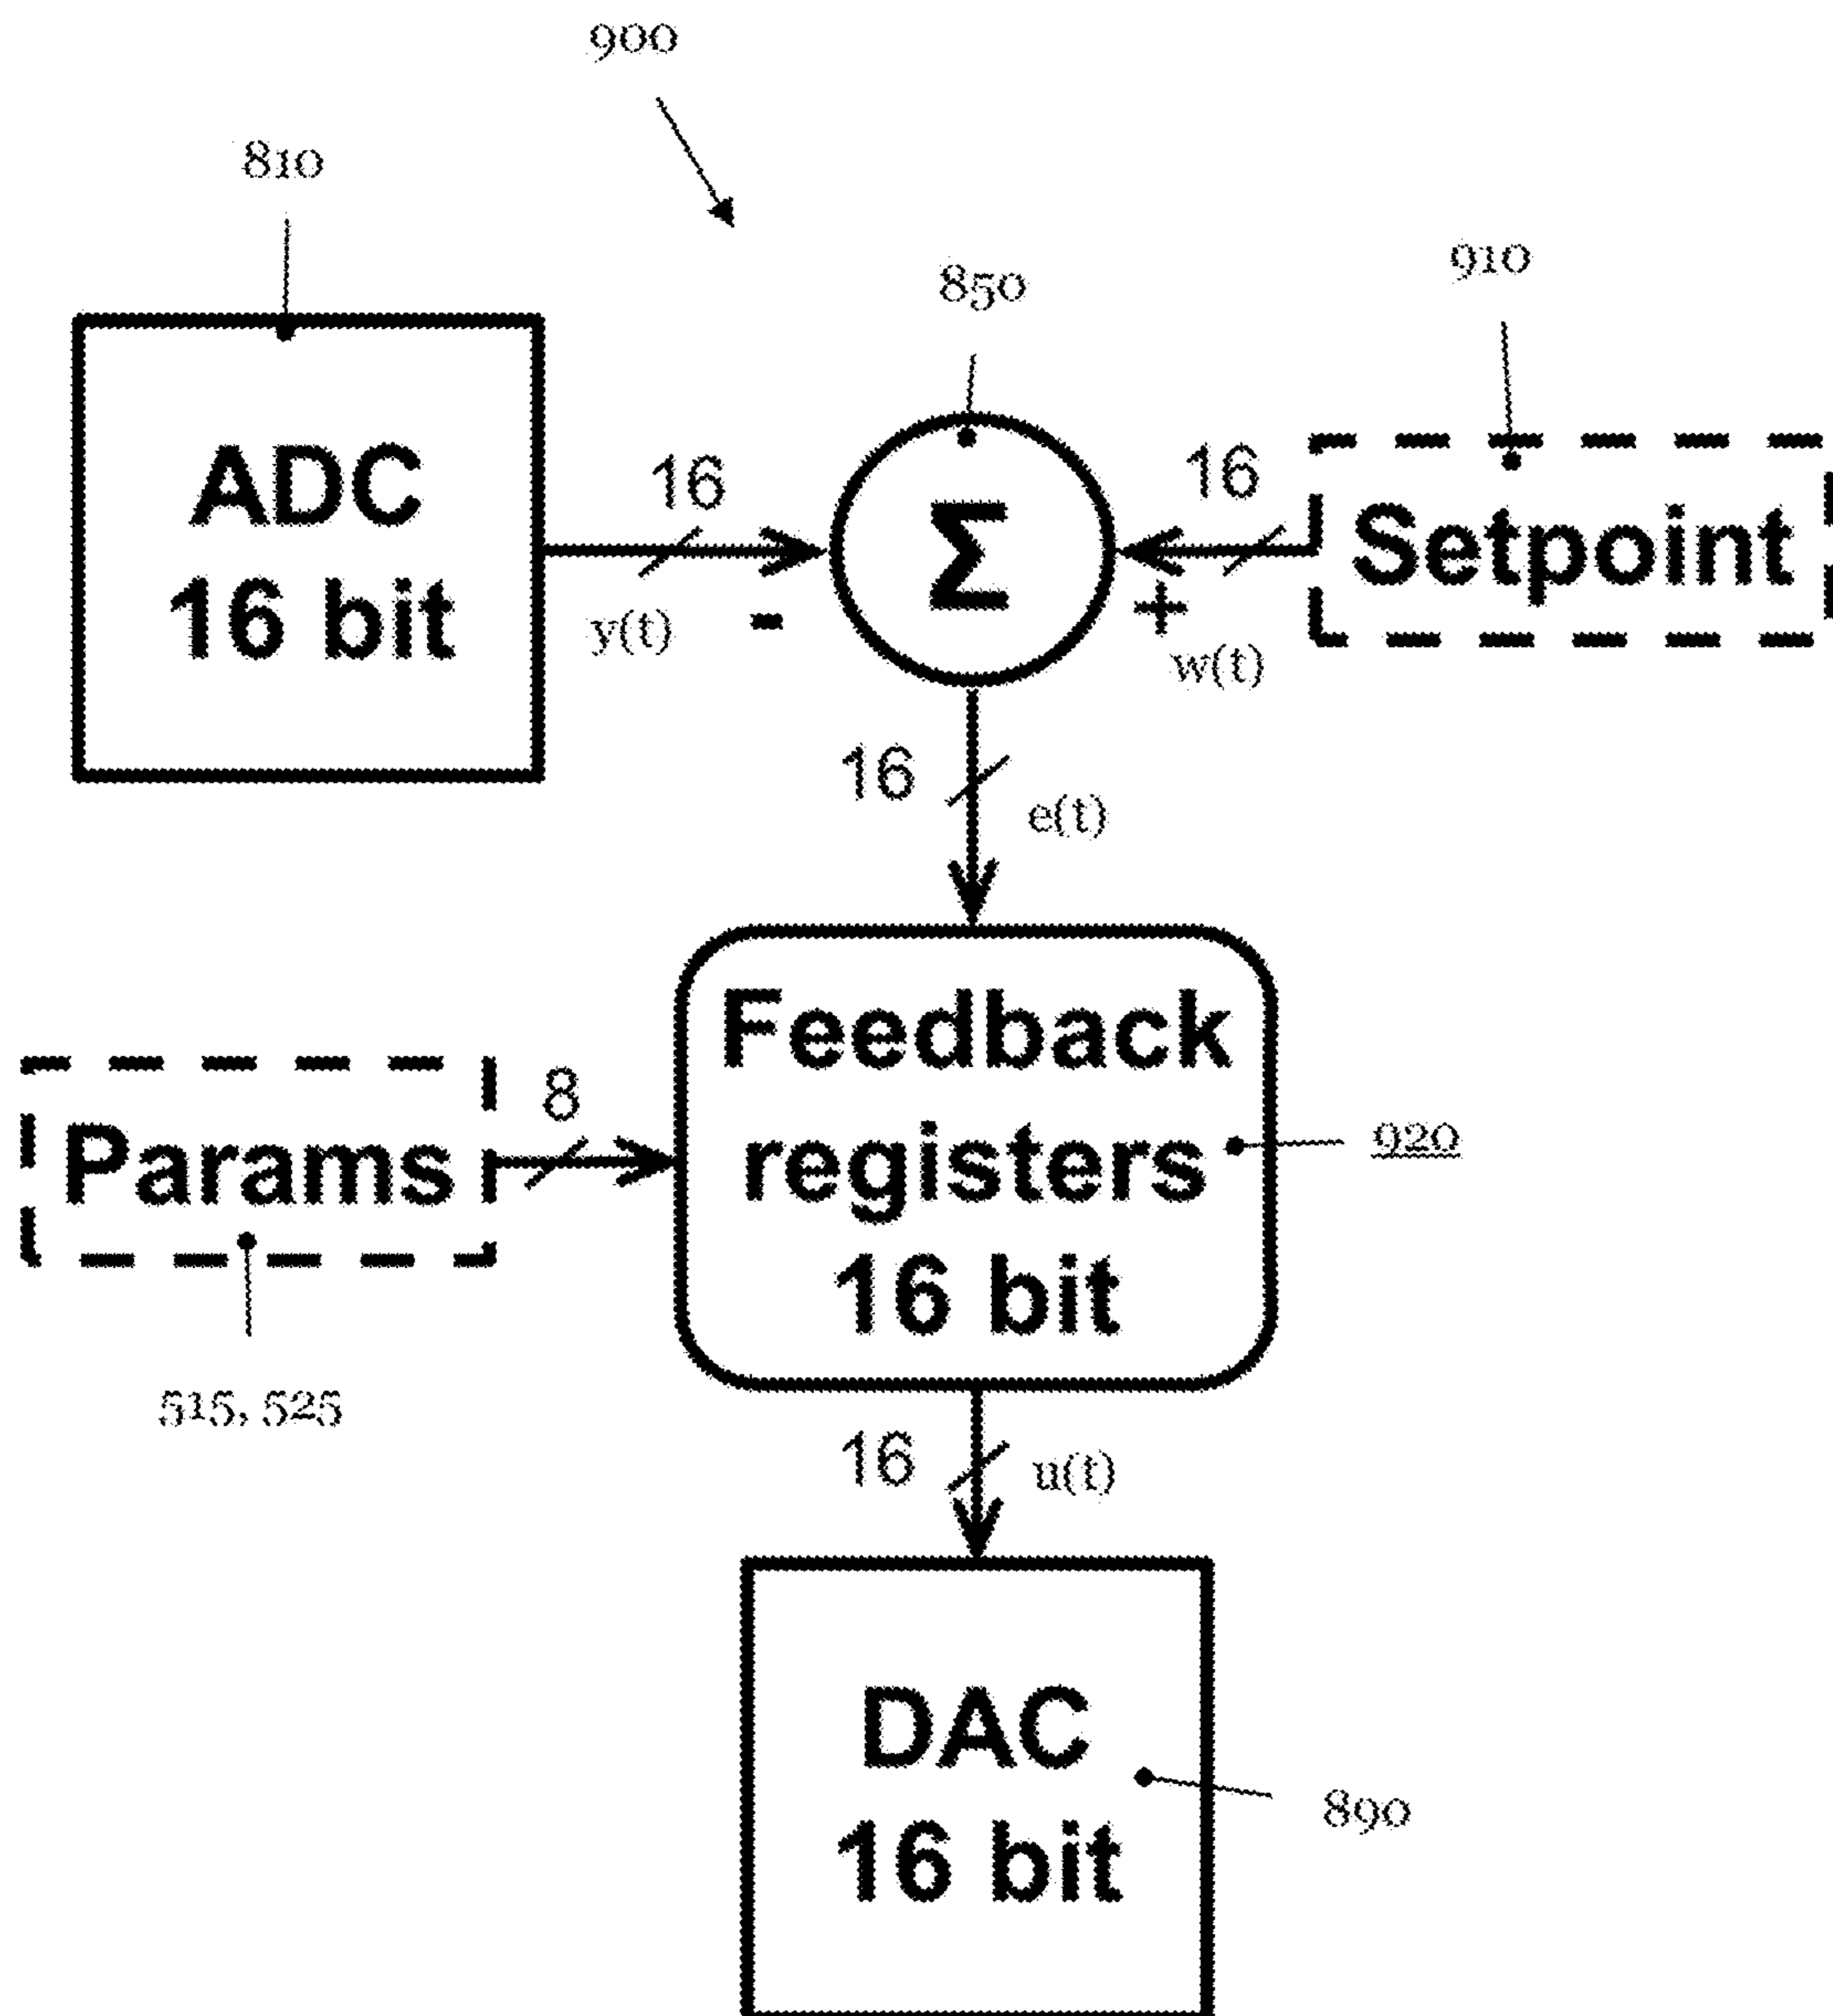 900
810
850
910
ADC
16 bit
16
y(t)
-
Σ
16
+
w(t)
Setpoint
16
e(t)
Params
8
515, 525
Feedback
registers
16 bit
920
16
u(t)
DAC
16 bit
890